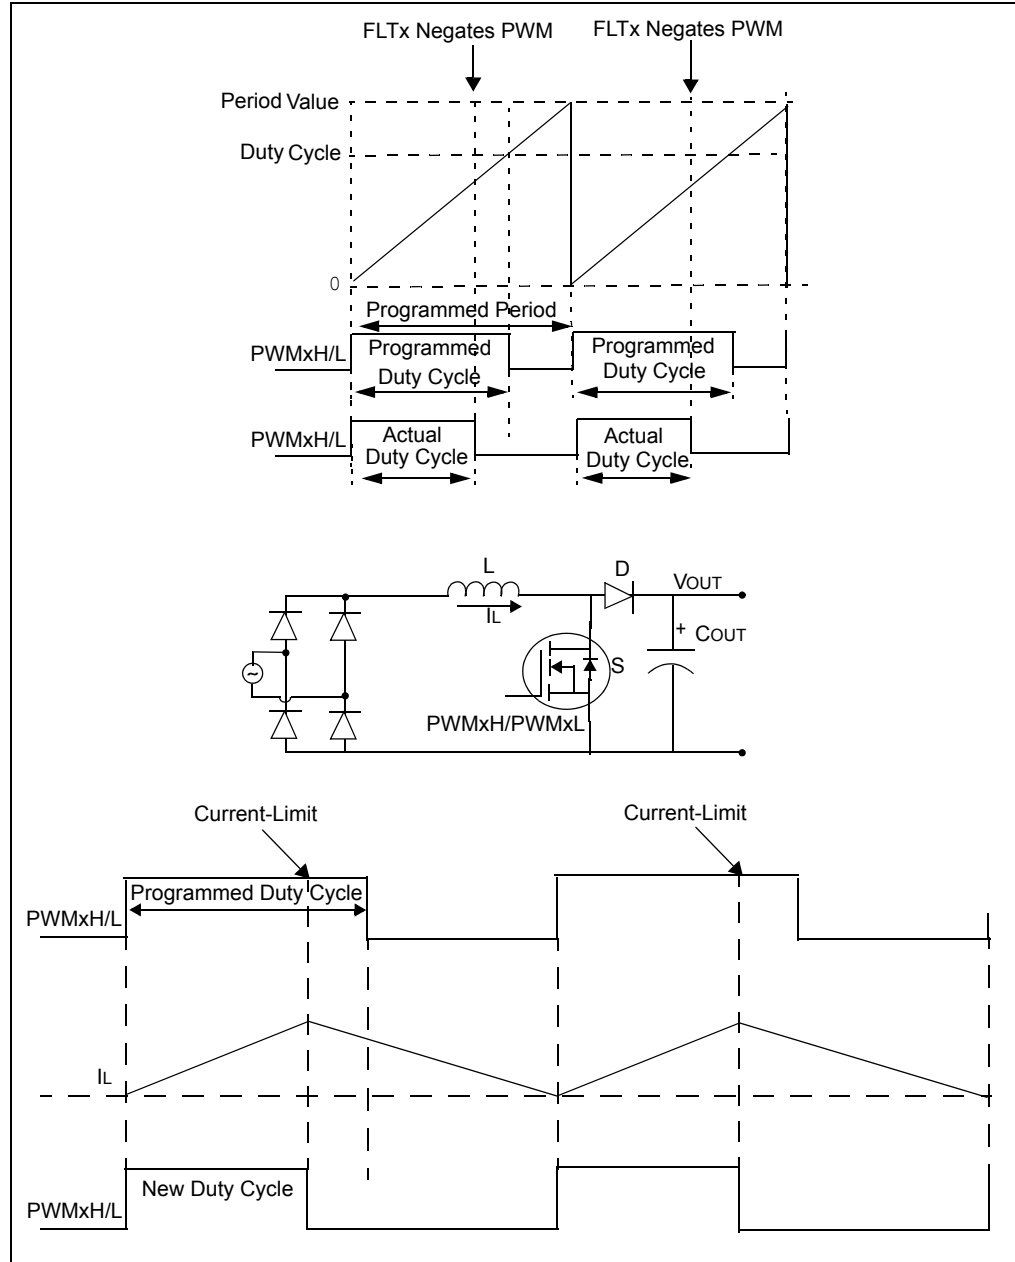 FLTx Negates PWM
FLTx Negates PWM
Period Value
Duty Cycle
0
Programmed Period
PWMxH/L
Programmed
Duty Cycle
Programmed
Duty Cycle
PWMxH/L
Actual
Duty Cycle
Actual
Duty Cycle
L
D
VOUT
IL
+
COUT
S
~
PWMxH/PWMxL
Current-Limit
Current-Limit
Programmed Duty Cycle
PWMxH/L
IL
New Duty Cycle
PWMxH/L